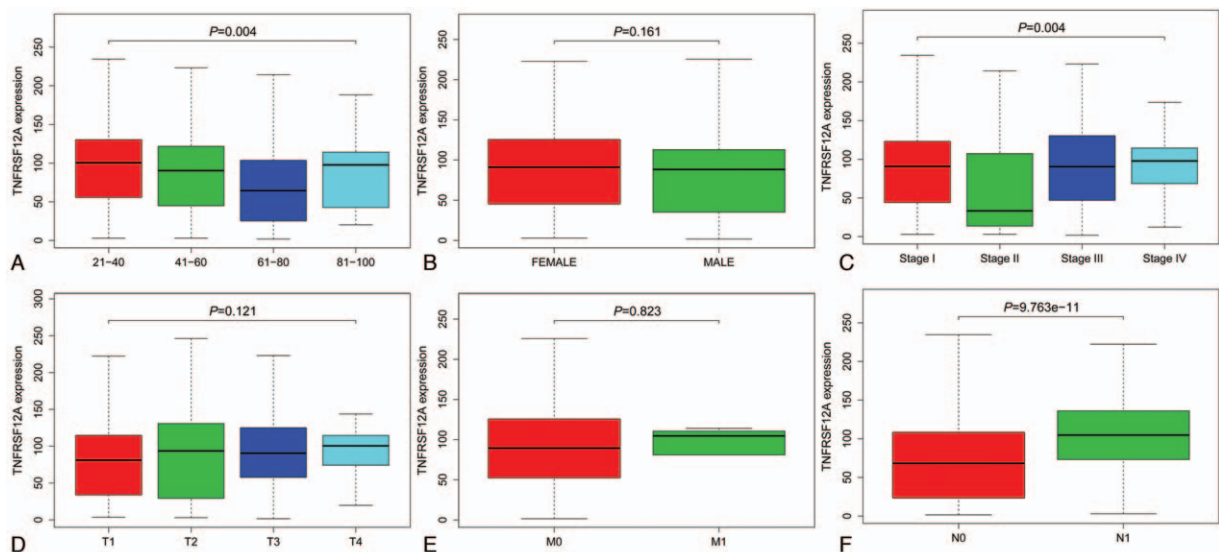 P=0.004
TNFRSF12A expression
250
200
150
100
50
0
21−40
41−60
61−80
81−100
A
P=0.161
TNFRSF12A expression
250
200
150
100
50
0
FEMALE
MALE
B
P=0.004
TNFRSF12A expression
250
200
150
100
50
0
Stage I
Stage II
Stage III
Stage IV
C
P=0.121
TNFRSF12A expression
300
250
200
150
100
50
0
T1
T2
T3
T4
D
P=0.823
TNFRSF12A expression
250
200
150
100
50
0
M0
M1
E
P=9.763e−11
TNFRSF12A expression
250
200
150
100
50
0
N0
N1
F